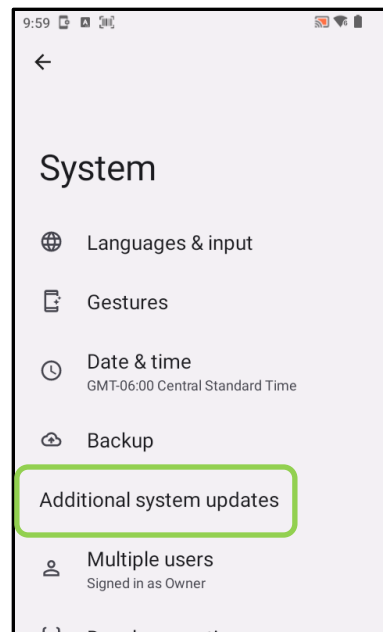 9:59
System
Languages & input
Gestures
Date & time
GMT-06:00 Central Standard Time
Backup
Additional system updates
Multiple users
Signed in as Owner